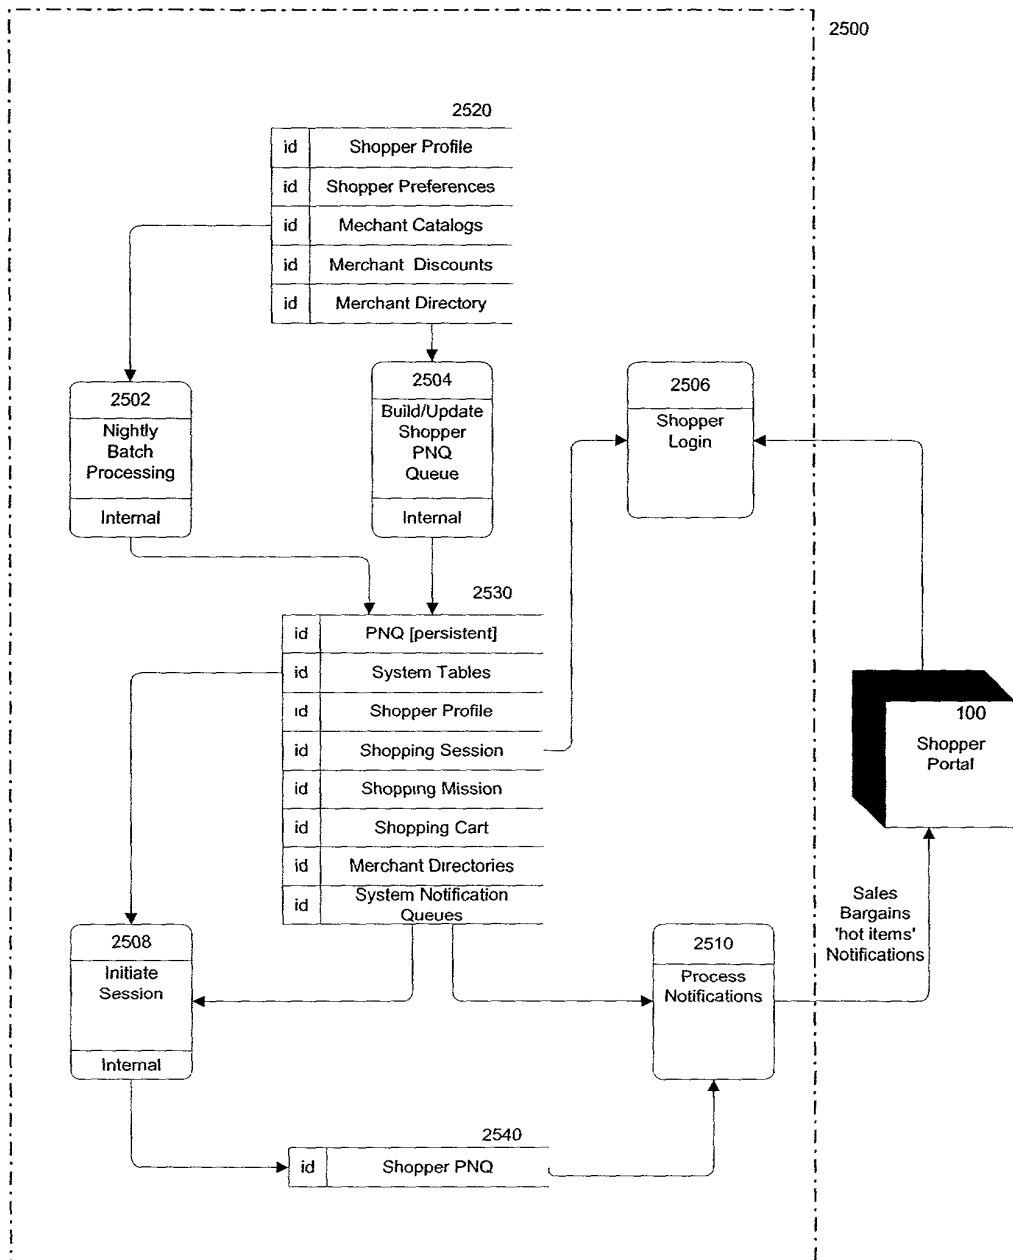 2500
2520
id Shopper Profile
id Shopper Preferences
id Mechant Catalogs
id Merchant Discounts
id Merchant Directory
2502
Nightly
Batch
Processing
Internal
2504
Build/Update
Shopper
PNQ
Queue
Internal
2506
Shopper
Login
2530
id PNQ [persistent]
id System Tables
id Shopper Profile
id Shopping Session
id Shopping Mission
id Shopping Cart
id Merchant Directories
id System Notification
Queues
100
Shopper
Portal
Sales
Bargains
'hot items'
Notifications
2508
Initiate
Session
Internal
2510
Process
Notifications
2540
id Shopper PNQ